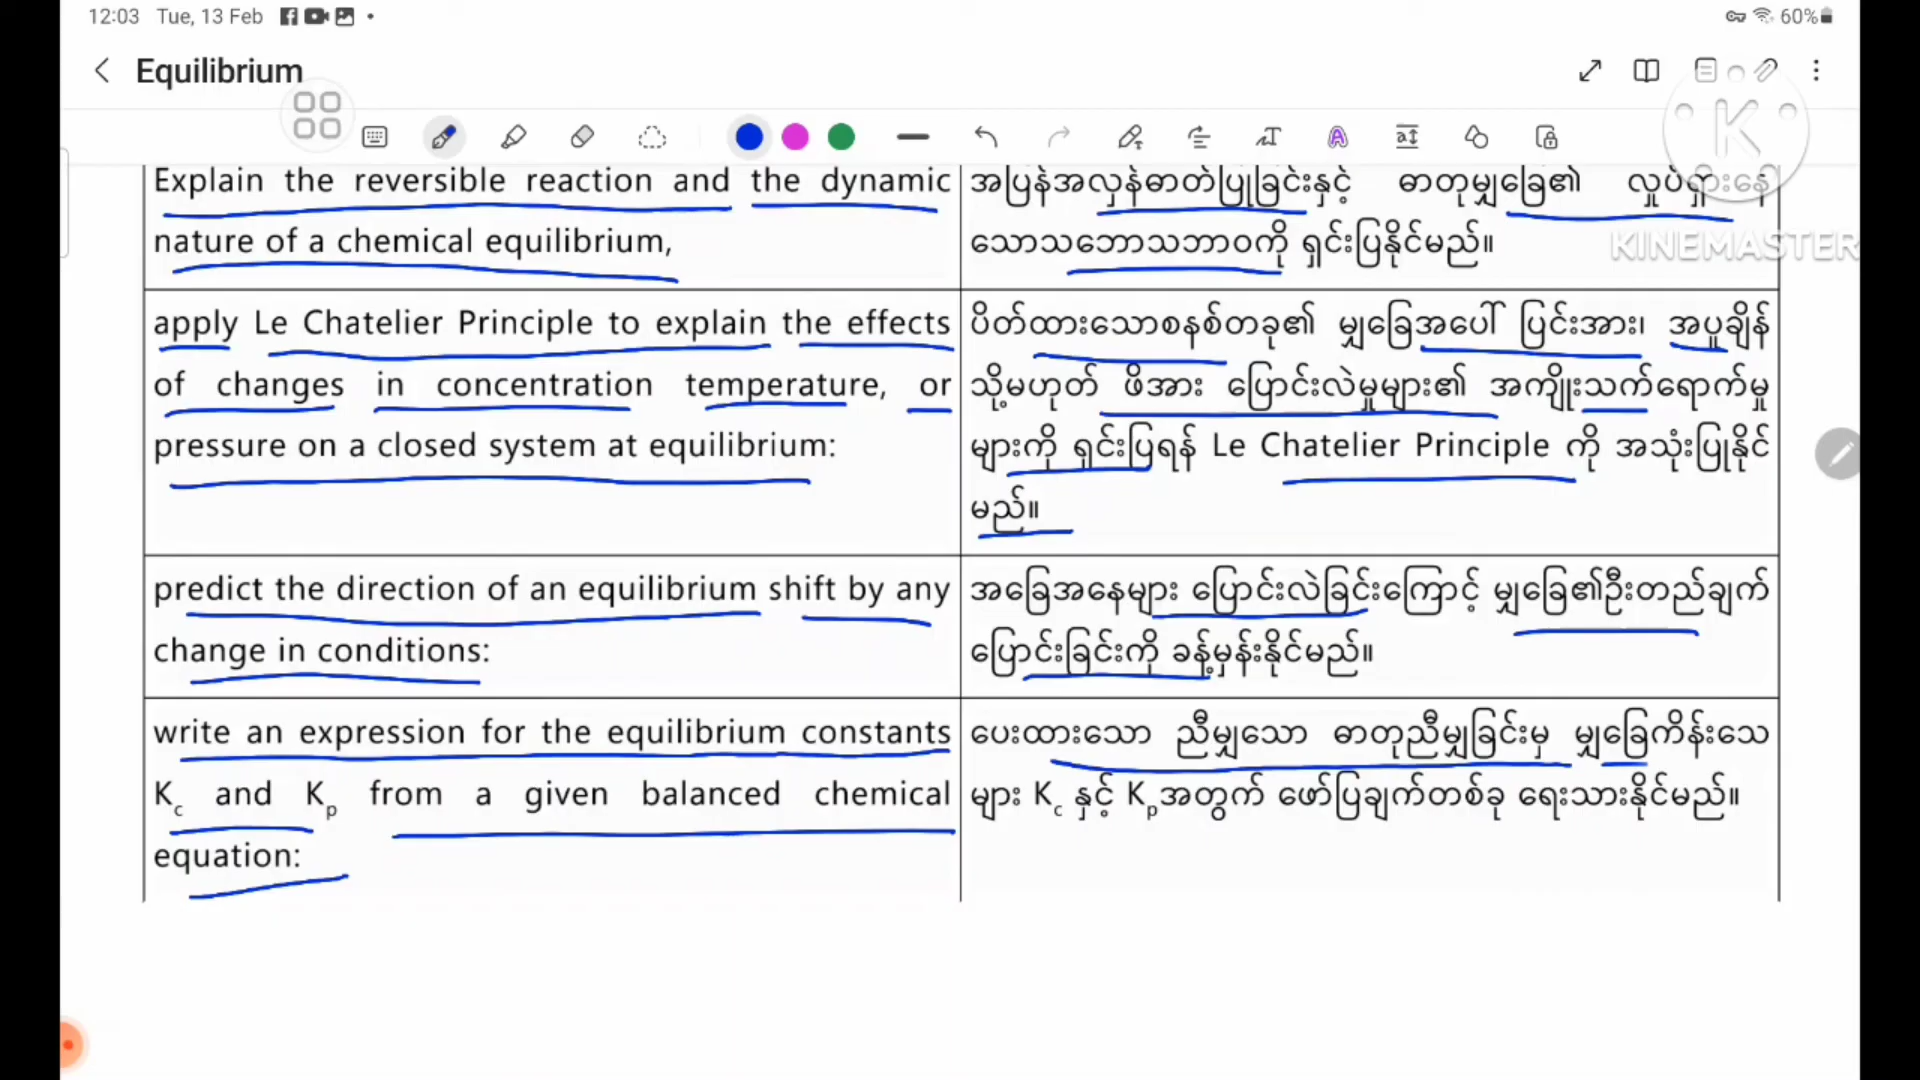 12:03 Tue, 13 Feb
60%
Equilibrium
K
KINEMASTER
Explain the reversible reaction and the dynamic
nature of a chemical equilibrium,
အပြန်အလှန်ဓာတ်ပြုခြင်းနှင့် ဓာတုမျှခြေ၏ လှုပ်ရှားနေ
သောသဘောသဘာဝကို ရှင်းပြနိုင်မည်။
apply Le Chatelier Principle to explain the effects
of changes in concentration temperature, or
pressure on a closed system at equilibrium:
ပိတ်ထားသောစနစ်တခု၏ မျှခြေအပေါ် ပြင်းအား၊ အပူချိန်
သို့မဟုတ် ဖိအား ပြောင်းလဲမှုများ၏ အကျိုးသက်ရောက်မှု
များကို ရှင်းပြရန် Le Chatelier Principle ကို အသုံးပြုနိုင်
မည်။
predict the direction of an equilibrium shift by any
change in conditions:
အခြေအနေများ ပြောင်းလဲခြင်းကြောင့် မျှခြေ၏ဦးတည်ချက်
ပြောင်းခြင်းကို ခန့်မှန်းနိုင်မည်။
write an expression for the equilibrium constants
Kc and Kp from a given balanced chemical
equation:
ပေးထားသော ညီမျှသော ဓာတုညီမျှခြင်းမှ မျှခြေကိန်းသေ
များ Kc နှင့် Kpအတွက် ဖော်ပြချက်တစ်ခု ရေးသားနိုင်မည်။